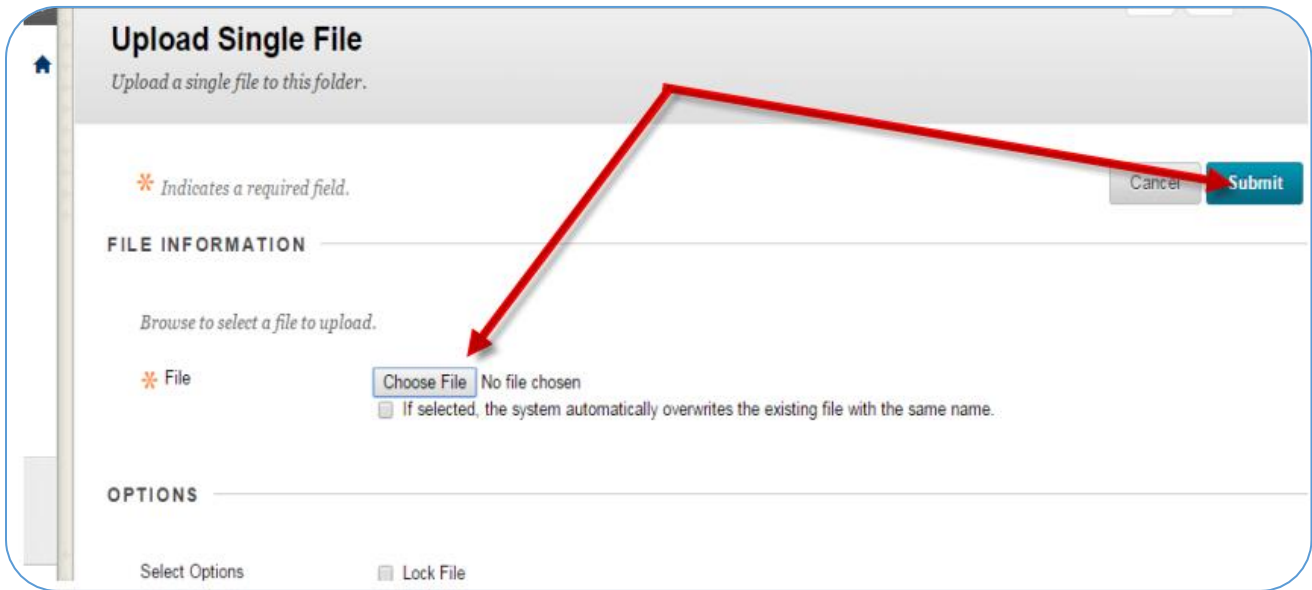 Upload Single File
Upload a single file to this folder.
* Indicates a required field.
Cancel Submit
FILE INFORMATION
Browse to select a file to upload.
* File Choose File No file chosen
If selected, the system automatically overwrites the existing file with the same name.
OPTIONS
Select Options Lock File